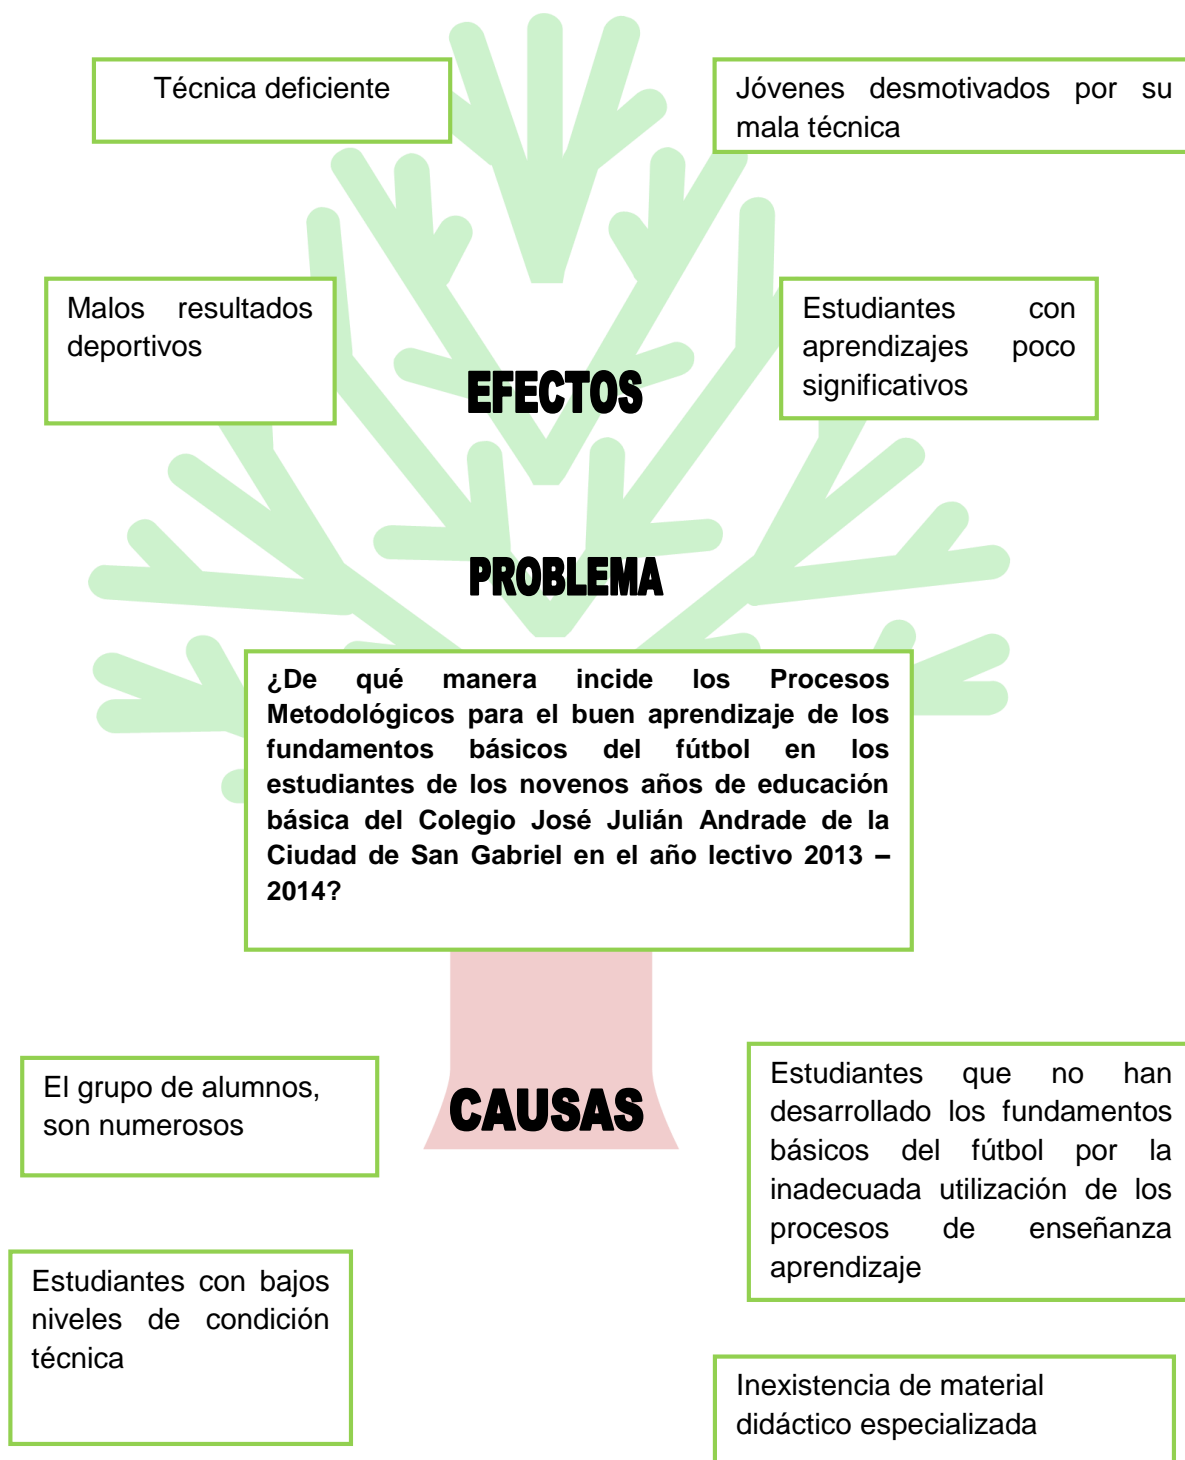 Técnica deficiente
Jóvenes desmotivados por su
mala técnica
Malos resultados
deportivos
Estudiantes con
aprendizajes poco
significativos
EFECTOS
PROBLEMA
¿De qué manera incide los Procesos
Metodológicos para el buen aprendizaje de los
fundamentos básicos del fútbol en los
estudiantes de los novenos años de educación
básica del Colegio José Julián Andrade de la
Ciudad de San Gabriel en el año lectivo 2013 –
2014?
El grupo de alumnos,
son numerosos
CAUSAS
Estudiantes que no han
desarrollado los fundamentos
básicos del fútbol por la
inadecuada utilización de los
procesos de enseñanza
aprendizaje
Estudiantes con bajos
niveles de condición
técnica
Inexistencia de material
didáctico especializada